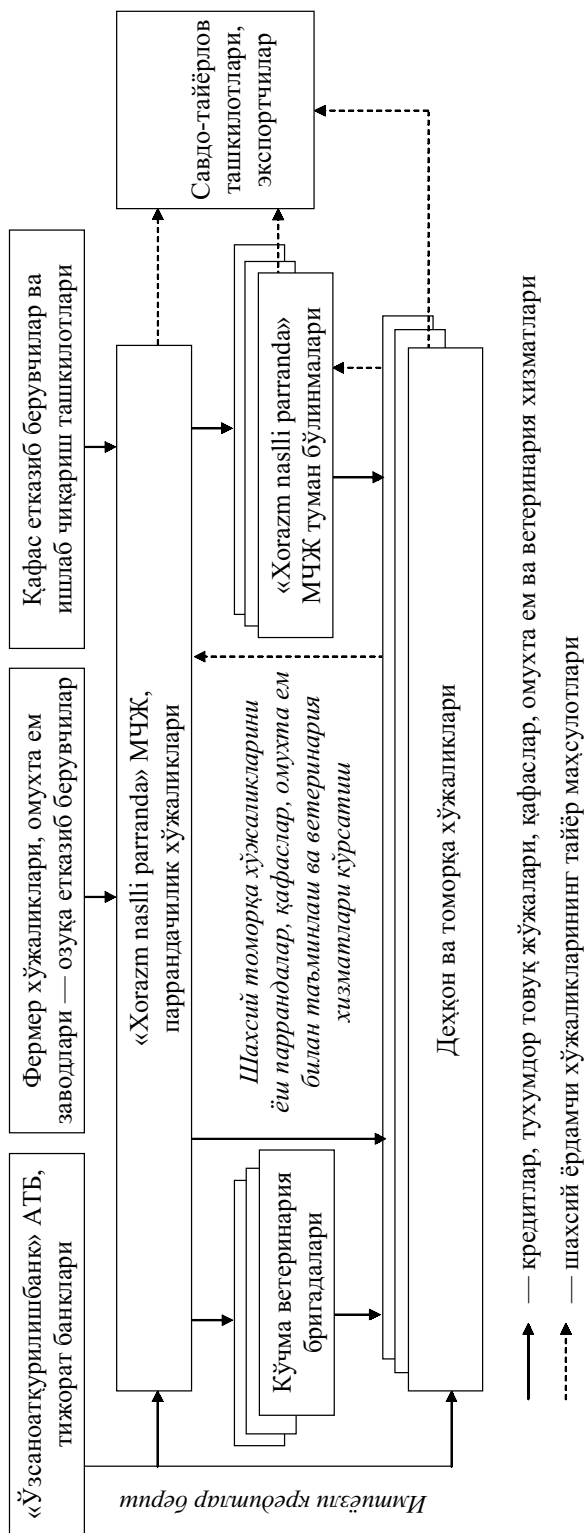 «Ўзсаноатқурилишбанк» АТБ,
тижорат банклари
Фермер хўжаликлари, омухта ем
заводлари — озуқа етказиб берувчилар
Қафас етказиб берувчилар ва
ишлаб чиқариш ташкилотлари
«Xorazm naslli parranda» МЧЖ,
паррандачилик хўжаликлари
Савдо-тайёрлов
ташкилотлари,
экспортчилар
Имтиёзли кредитлар бериш
Кўчма ветеринария
бригадалари
Шахсий томорқа хўжаликларини
ёш паррандалар, қафаслар, омухта ем
билан таъминлаш ва ветеринария
хизматлари кўрсатиш
«Xorazm naslli parranda»
МЧЖ туман бўлинмалари
Деҳқон ва томорқа хўжаликлари
— кредитлар, тухумдор товуқ жўжалари, қафаслар, омухта ем ва ветеринария хизматлари
— шахсий ёрдамчи хўжаликларининг тайёр маҳсулотлари